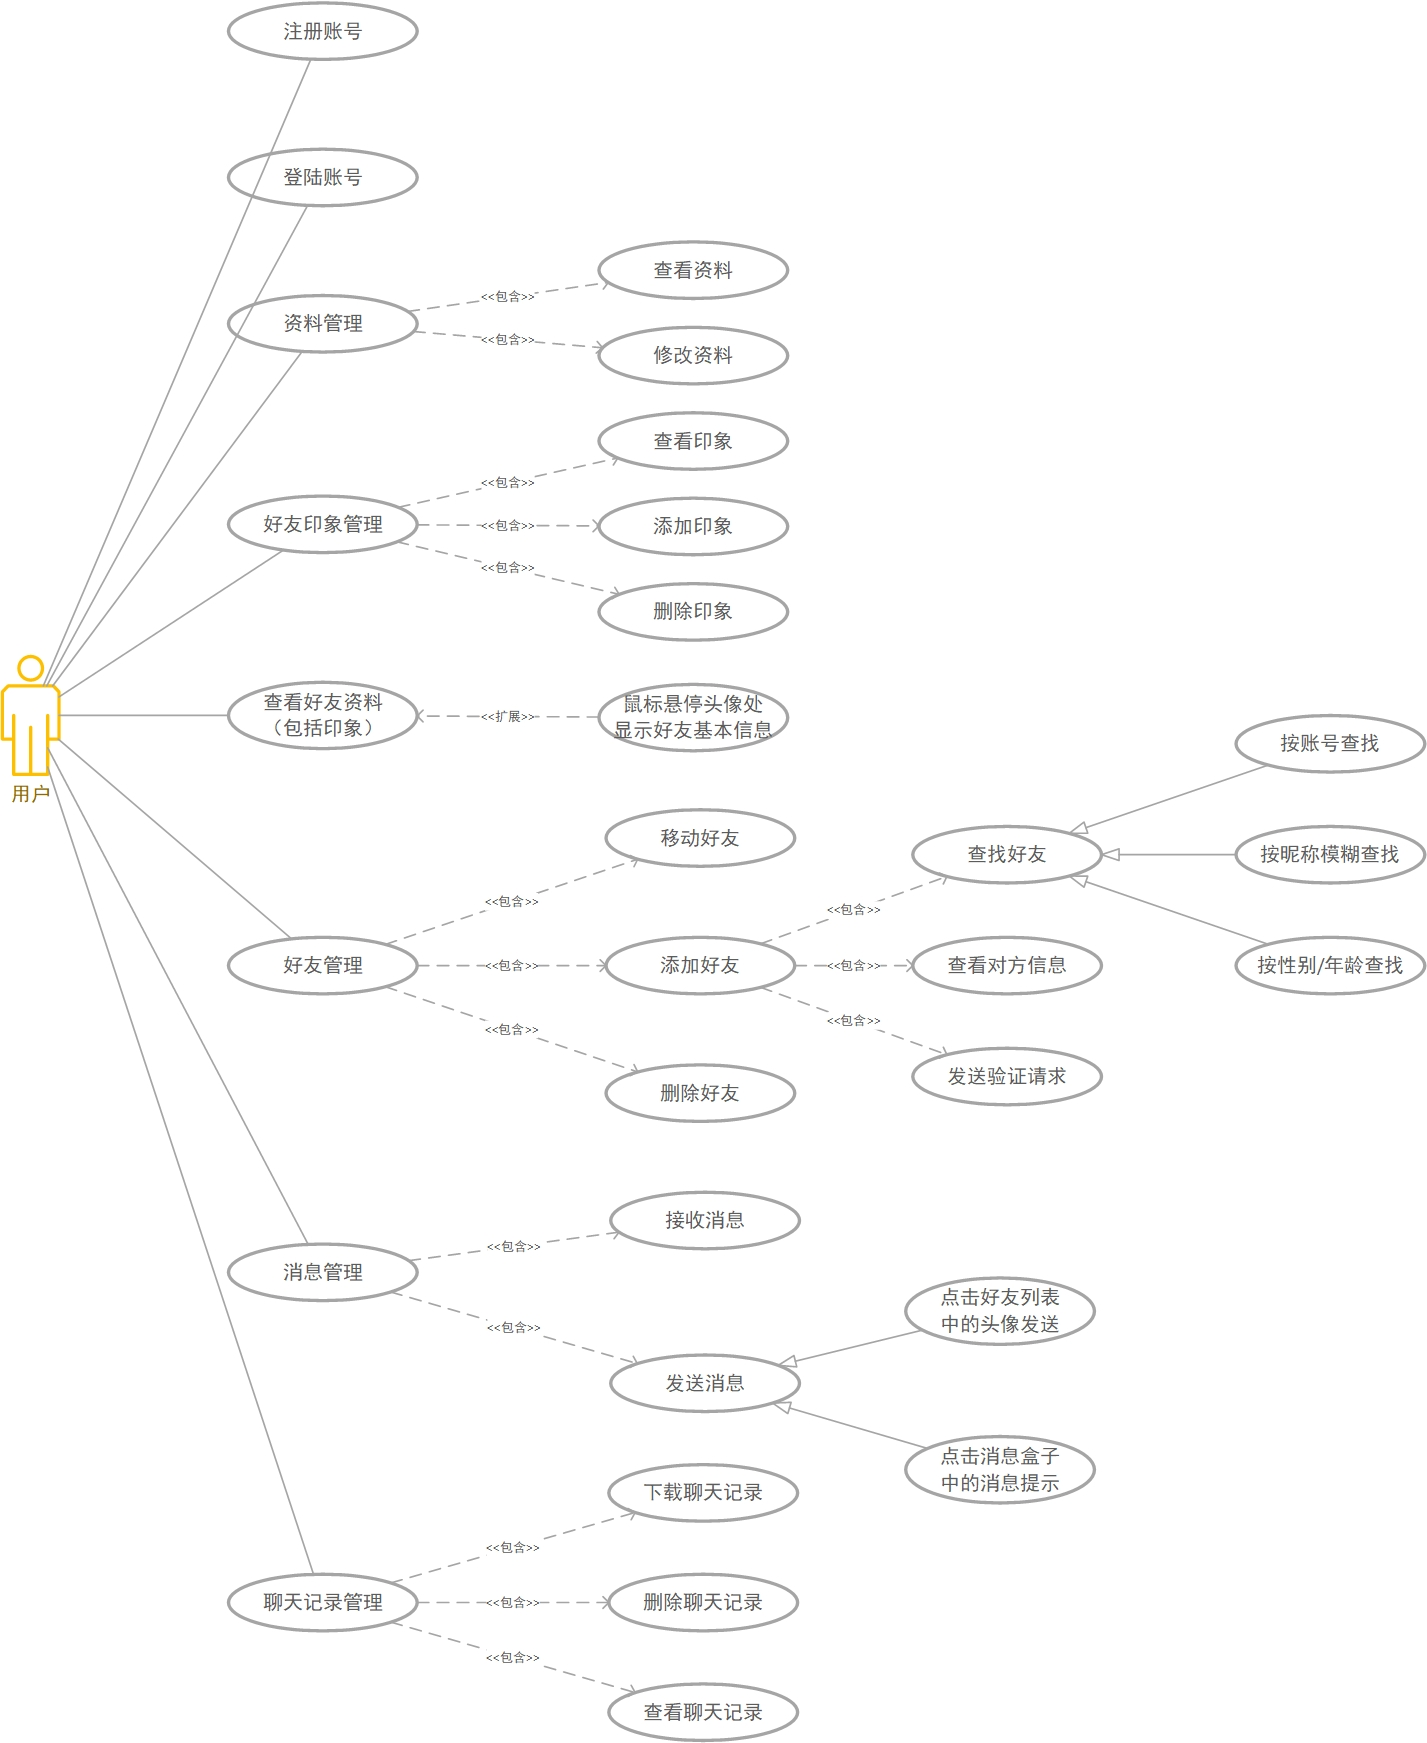 注册账号
登陆账号
查看资料
<<包含>>
资料管理
<<包含>>
修改资料
查看印象
<<包含>>
好友印象管理
<<包含>>
添加印象
<<包含>>
删除印象
查看好友资料
（包括印象）
<<扩展>>
鼠标悬停头像处
显示好友基本信息
用户
按账号查找
移动好友
查找好友
按昵称模糊查找
<<包含>>
<<包含>>
好友管理
<<包含>>
添加好友
<<包含>>
查看对方信息
按性别/年龄查找
<<包含>>
<<包含>>
发送验证请求
删除好友
接收消息
<<包含>>
消息管理
点击好友列表
中的头像发送
<<包含>>
发送消息
点击消息盒子
中的消息提示
下载聊天记录
<<包含>>
聊天记录管理
<<包含>>
删除聊天记录
<<包含>>
查看聊天记录